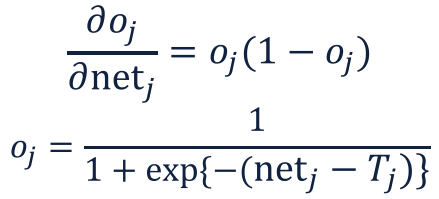 ∂o_j/∂net_j = o_j(1 − o_j)
o_j = 1/(1 + exp{−(net_j − T_j)})